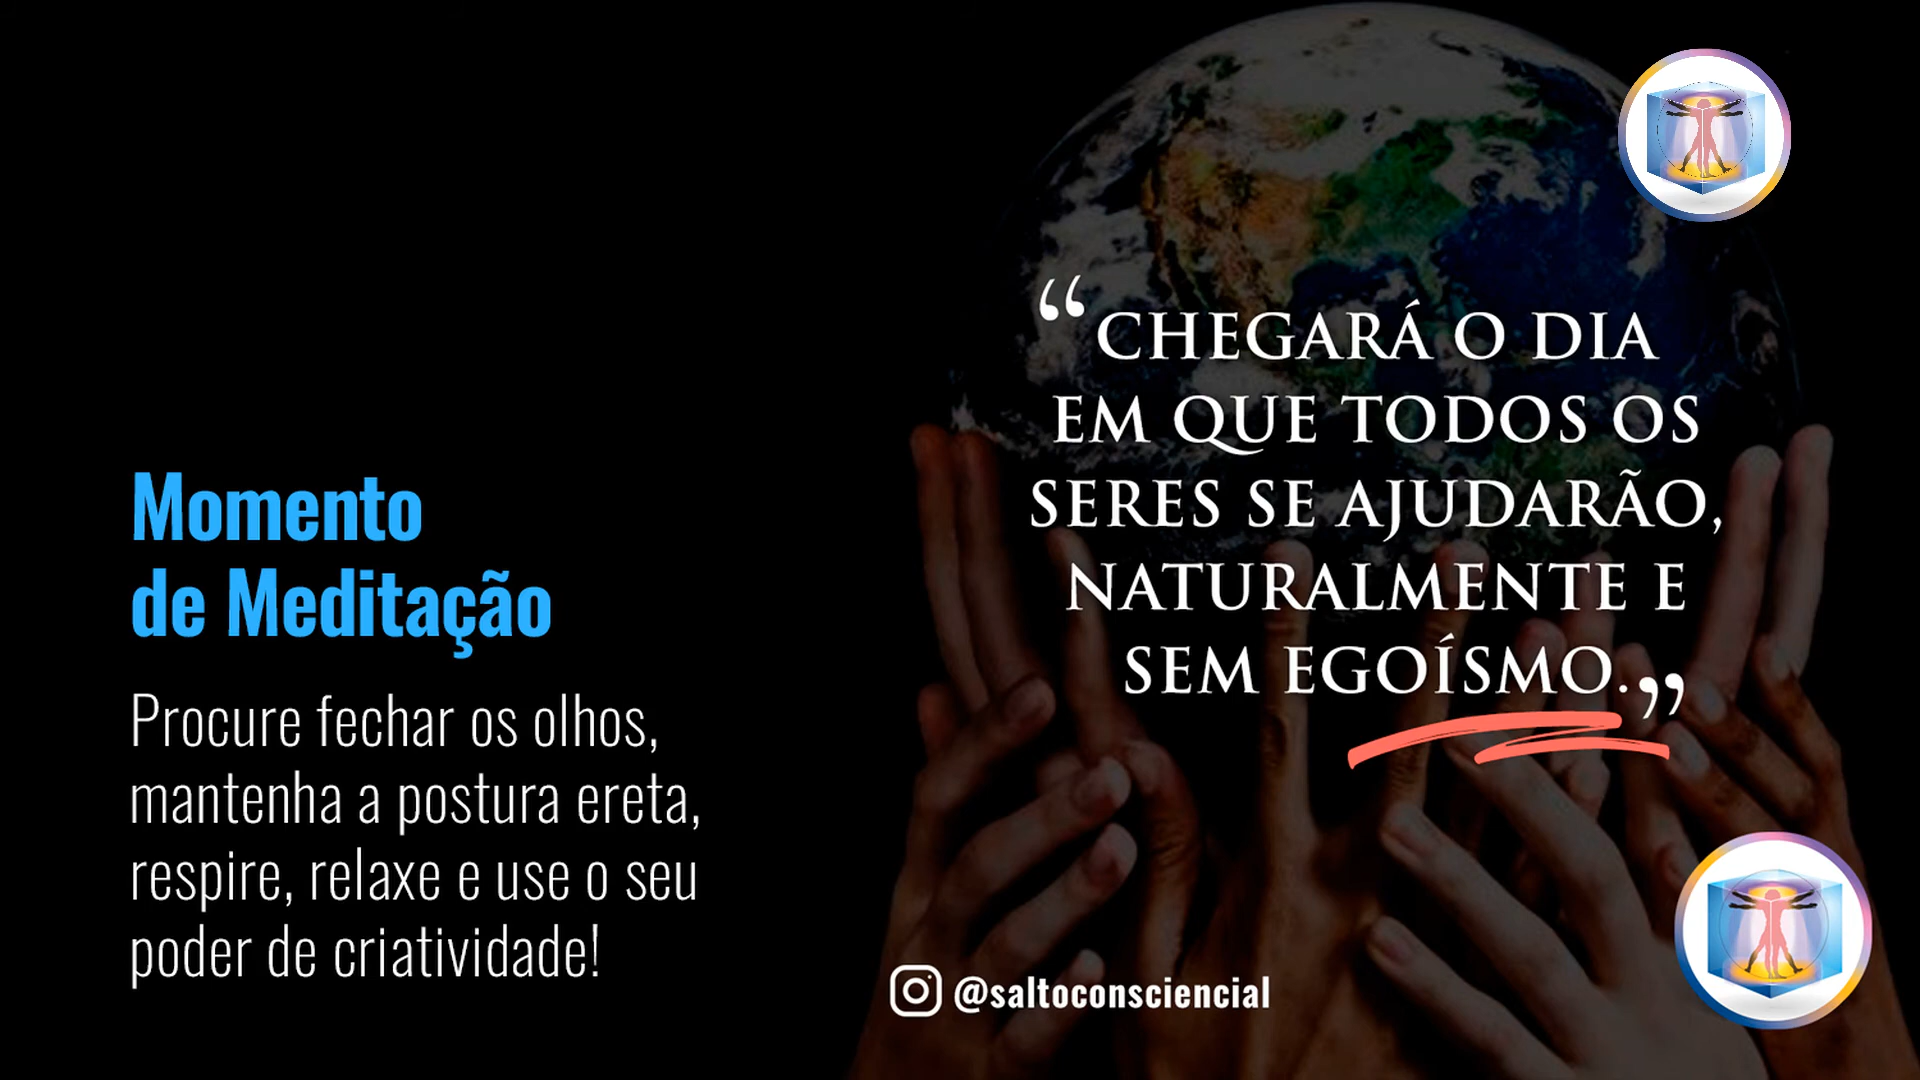 Momento
de Meditação
Procure fechar os olhos,
mantenha a postura ereta,
respire, relaxe e use o seu
poder de criatividade!
“CHEGARÁ O DIA
EM QUE TODOS OS
SERES SE AJUDARÃO,
NATURALMENTE E
SEM EGOÍSMO.”
@saltoconsciencial